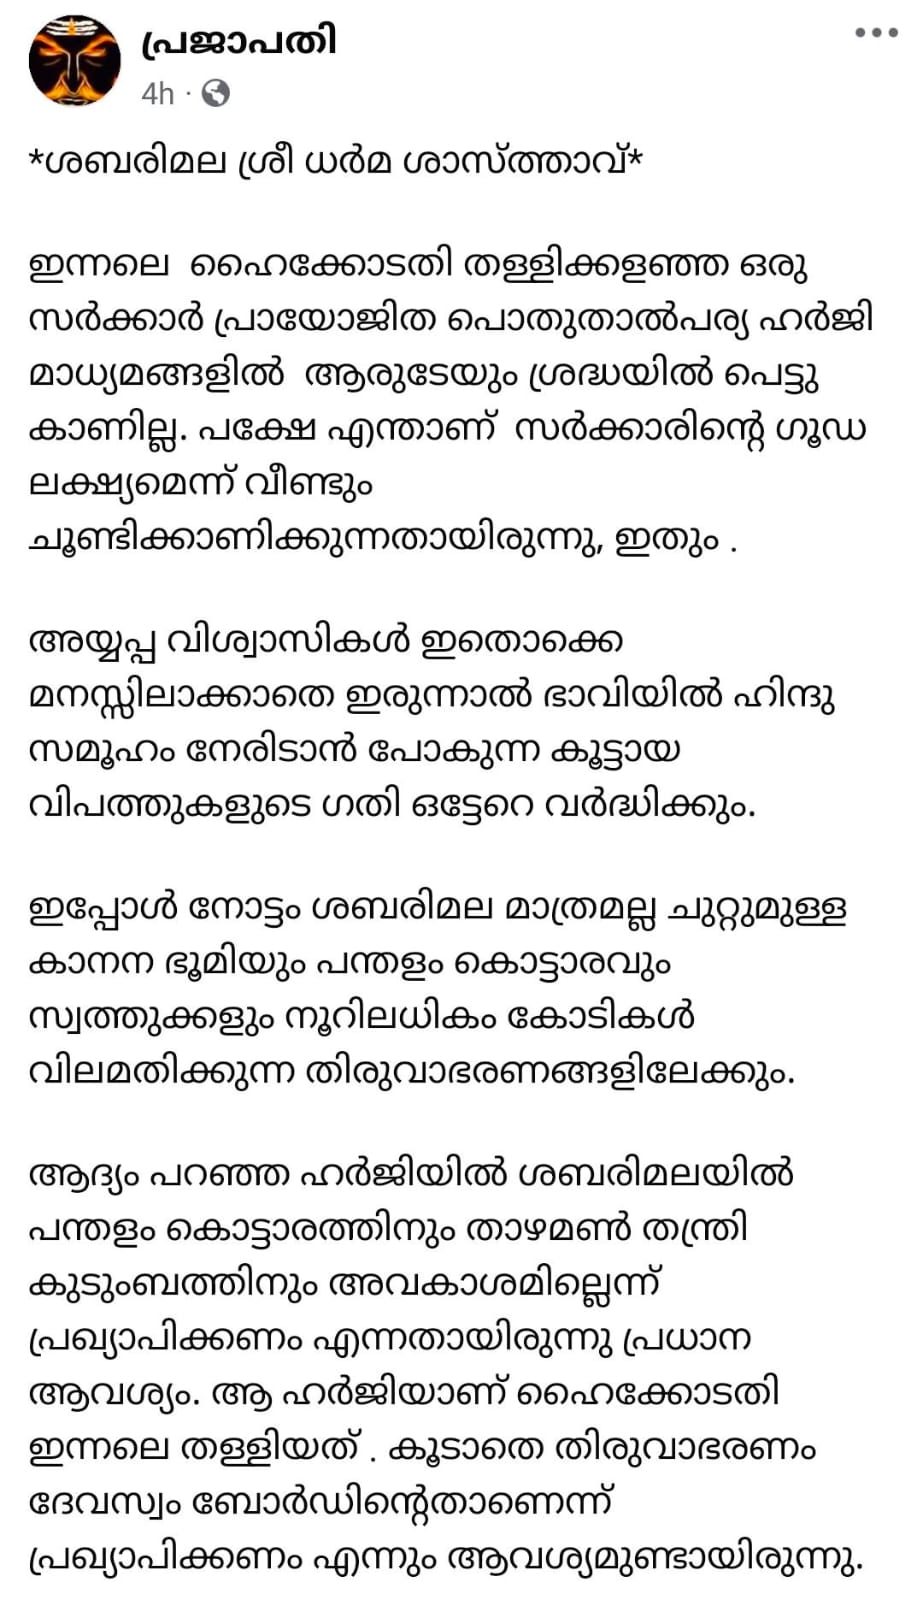 പ്രജാപതി
4h ·
*ശബരിമല ശ്രീ ധർമ ശാസ്ത്താവ്*
ഇന്നലെ  ഹൈക്കോടതി തള്ളിക്കളഞ്ഞ ഒരു
സർക്കാർ പ്രായോജിത പൊതുതാൽപര്യ ഹർജി
മാധ്യമങ്ങളിൽ  ആരുടേയും ശ്രദ്ധയിൽ പെട്ടു
കാണില്ല. പക്ഷേ എന്താണ്  സർക്കാരിന്റെ ഗൂഡ
ലക്ഷ്യമെന്ന് വീണ്ടും
ചൂണ്ടിക്കാണിക്കുന്നതായിരുന്നു, ഇതും .
അയ്യപ്പ വിശ്വാസികൾ ഇതൊക്കെ
മനസ്സിലാക്കാതെ ഇരുന്നാൽ ഭാവിയിൽ ഹിന്ദു
സമൂഹം നേരിടാൻ പോകുന്ന കൂട്ടായ
വിപത്തുകളുടെ ഗതി ഒട്ടേറെ വർദ്ധിക്കും.
ഇപ്പോൾ നോട്ടം ശബരിമല മാത്രമല്ല ചുറ്റുമുള്ള
കാനന ഭൂമിയും പന്തളം കൊട്ടാരവും
സ്വത്തുക്കളും നൂറിലധികം കോടികൾ
വിലമതിക്കുന്ന തിരുവാഭരണങ്ങളിലേക്കും.
ആദ്യം പറഞ്ഞ ഹർജിയിൽ ശബരിമലയിൽ
പന്തളം കൊട്ടാരത്തിനും താഴമൺ തന്ത്രി
കുടുംബത്തിനും അവകാശമില്ലെന്ന്
പ്രഖ്യാപിക്കണം എന്നതായിരുന്നു പ്രധാന
ആവശ്യം. ആ ഹർജിയാണ് ഹൈക്കോടതി
ഇന്നലെ തള്ളിയത് . കൂടാതെ തിരുവാഭരണം
ദേവസ്വം ബോർഡിന്റെതാണെന്ന്
പ്രഖ്യാപിക്കണം എന്നും ആവശ്യമുണ്ടായിരുന്നു.